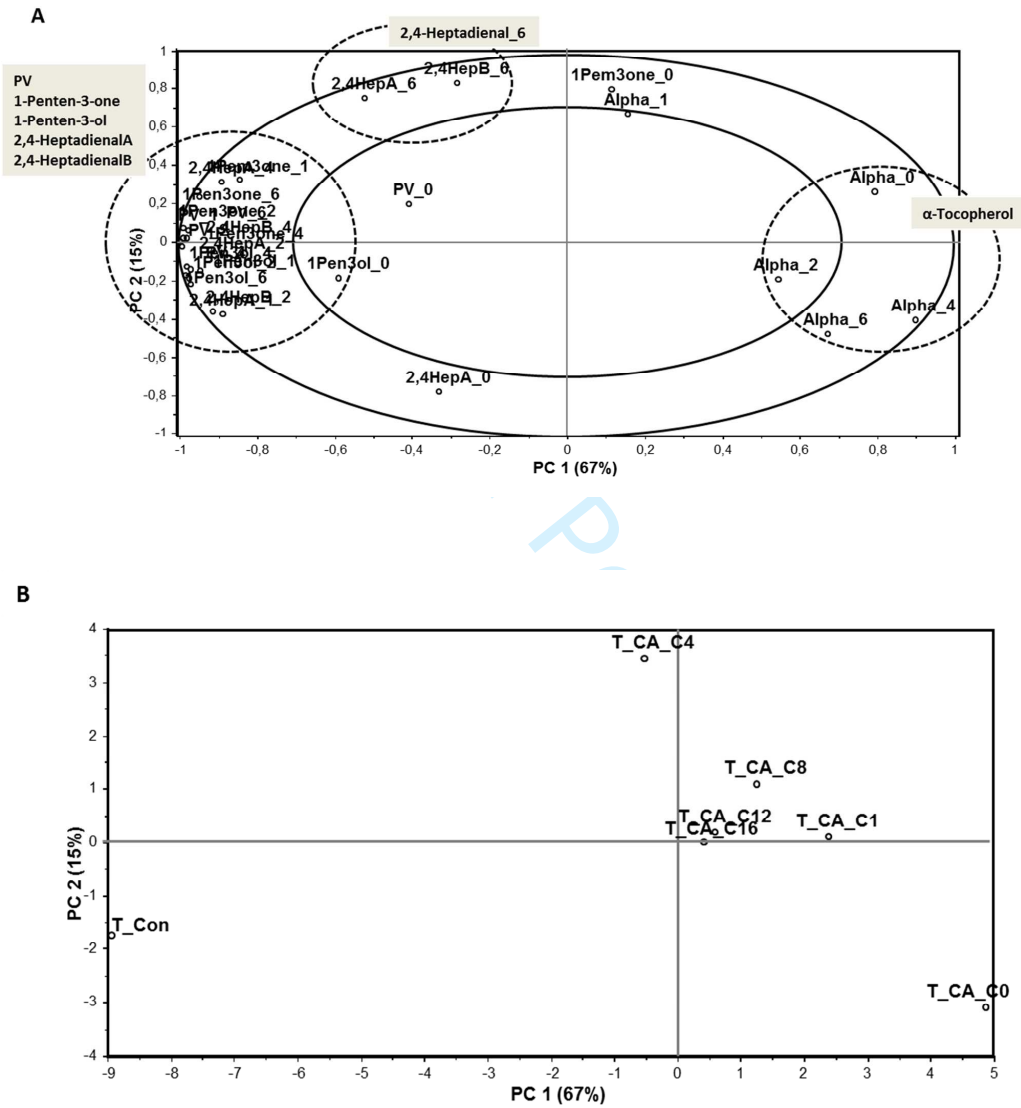 A
2,4-Heptadienal_6
PV
1-Penten-3-one
1-Penten-3-ol
2,4-HeptadienalA
2,4-HeptadienalB
1
0,8
0,6
0,4
0,2
0
-0,2
-0,4
-0,6
-0,8
-1
PC 2 (15%)
2,4HepA_6
2,4HepB_6
1Pem3one_0
Alpha_1
Alpha_0
α-Tocopherol
PV_0
1Pen3one_6
1Pen3ol_0
Alpha_2
1Pen3ol_6
Alpha_4
Alpha_6
2,4HepA_0
-1
-0,8
-0,6
-0,4
-0,2
0
0,2
0,4
0,6
0,8
1
PC 1 (67%)
P
B
4
3
2
1
0
-1
-2
-3
-4
PC 2 (15%)
T_CA_C4
T_CA_C8
T_CA_C12
T_CA_C16
T_CA_C1
T_Con
T_CA_C0
-9
-8
-7
-6
-5
-4
-3
-2
-1
0
1
2
3
4
5
PC 1 (67%)